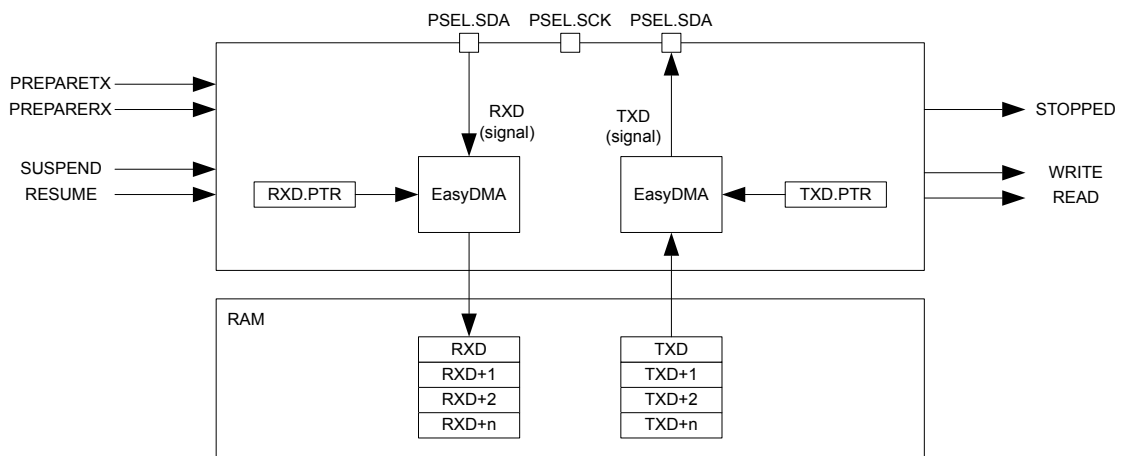 PSEL.SDA
PSEL.SCK
PSEL.SDA
PREPARETX
PREPARERX
SUSPEND
RESUME
RXD
(signal)
TXD
(signal)
RXD.PTR
EasyDMA
EasyDMA
TXD.PTR
STOPPED
WRITE
READ
RAM
RXD
RXD+1
RXD+2
RXD+n
TXD
TXD+1
TXD+2
TXD+n